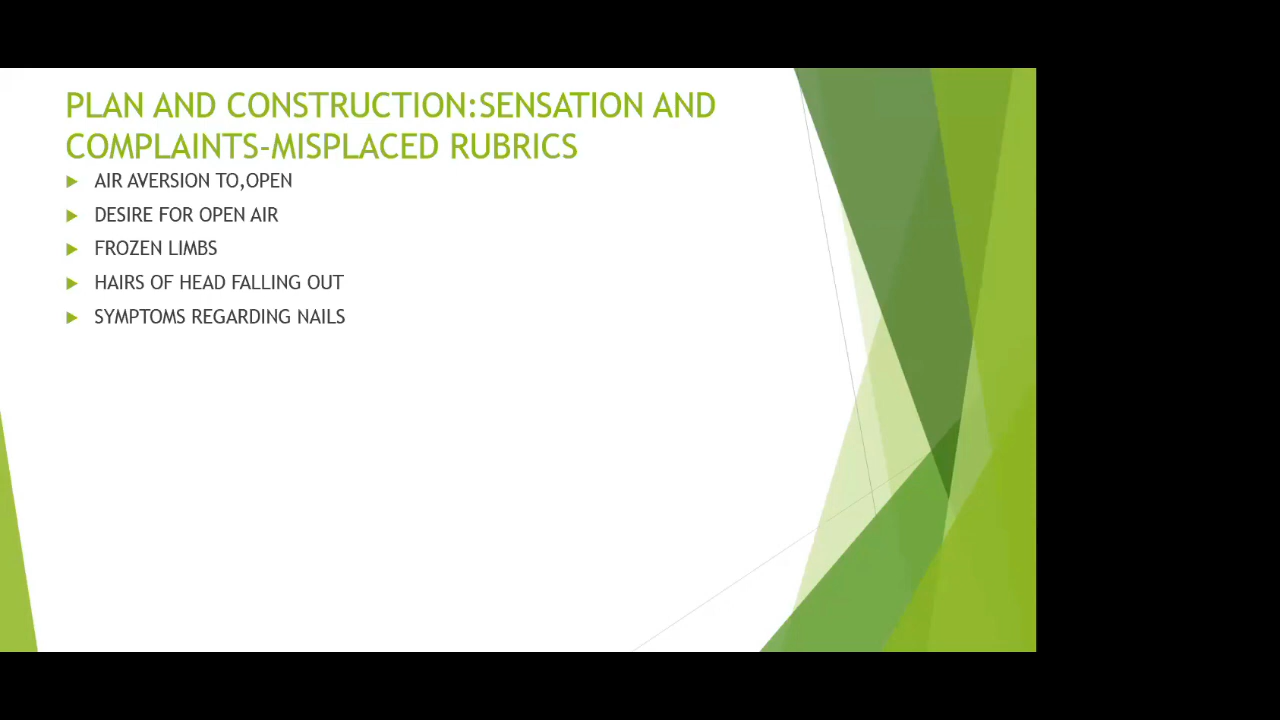 PLAN AND CONSTRUCTION:SENSATION AND
COMPLAINTS-MISPLACED RUBRICS
AIR AVERSION TO,OPEN
DESIRE FOR OPEN AIR
FROZEN LIMBS
HAIRS OF HEAD FALLING OUT
SYMPTOMS REGARDING NAILS